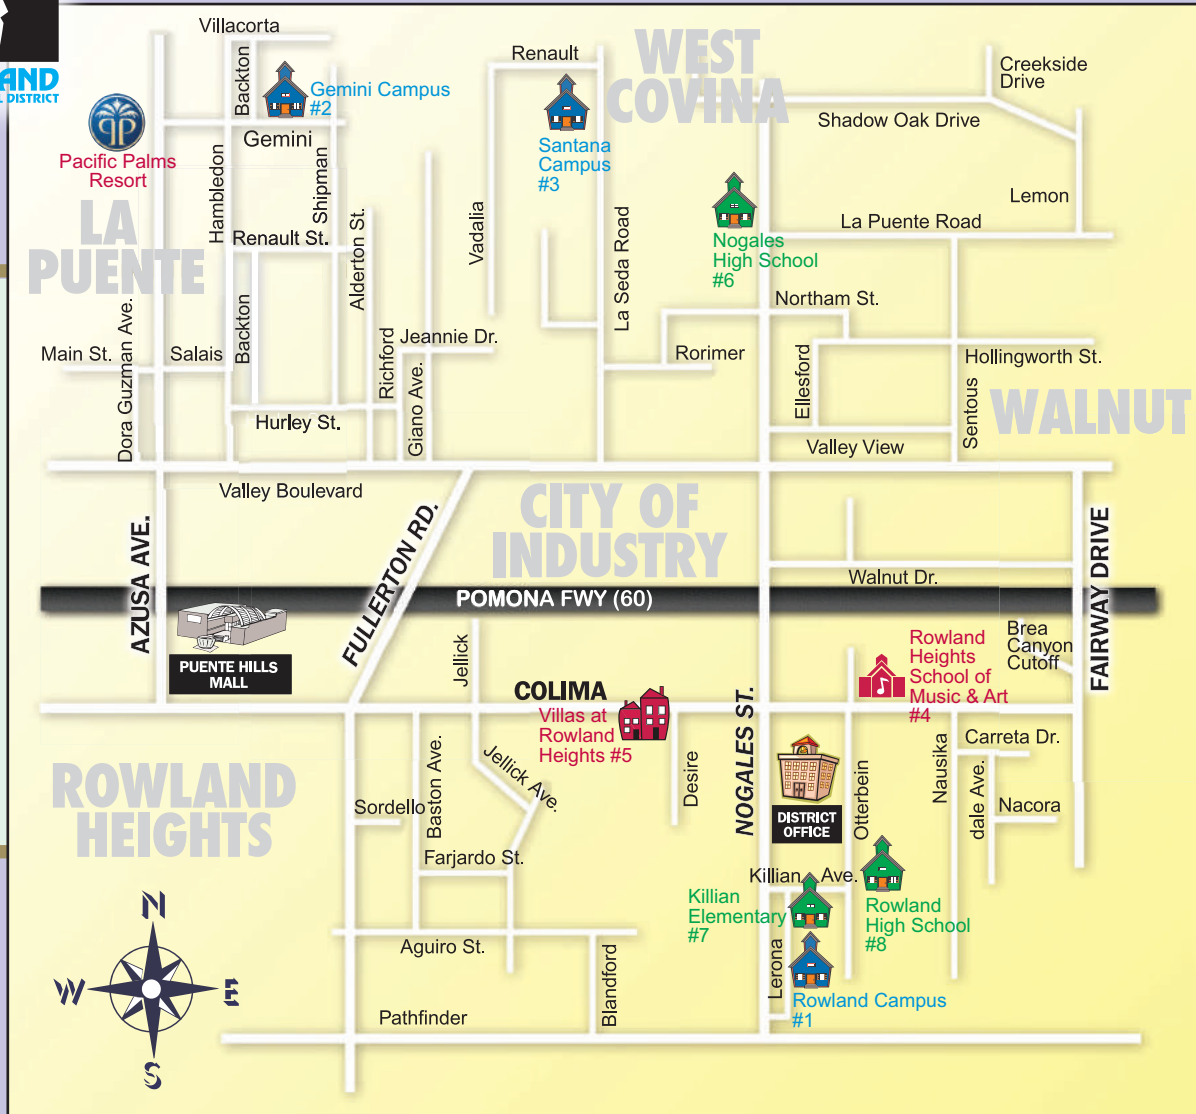 Villacorta
Backton
Gemini Campus
#2
Gemini
Pacific Palms
Resort
Hambledon
Shipman
Renault St.
Alderton St.
LA
PUENTE
Dora Guzman Ave.
Main St.
Salais
Backton
Richford
Jeannie Dr.
Giano Ave.
Hurley St.
Valley Boulevard
Renault
Santana
Campus
#3
Vadalia
La Seda Road
WEST
COVINA
Creekside
Drive
Shadow Oak Drive
Lemon
La Puente Road
Nogales
High School
#6
Northam St.
Rorimer
Hollingworth St.
Ellesford
Sentous
WALNUT
Valley View
CITY OF
INDUSTRY
AZUSA AVE.
FULLERTON RD.
Walnut Dr.
FAIRWAY DRIVE
POMONA FWY (60)
PUENTE HILLS
MALL
Jellick
COLIMA
Villas at
Rowland
Heights #5
NOGALES ST.
Rowland
Heights
School of
Music & Art
#4
Brea
Canyon
Cutoff
ROWLAND
HEIGHTS
Baston Ave.
Jellick Ave.
Sordello
Farjardo St.
Desire
DISTRICT
OFFICE
Otterbein
Nausika
Carreta Dr.
dale Ave.
Nacora
Killian Ave.
Killian
Elementary
#7
Rowland
High School
#8
Lerona
Rowland Campus
#1
Aguiro St.
Blandford
Pathfinder
N
W
E
S
AND
L DISTRICT